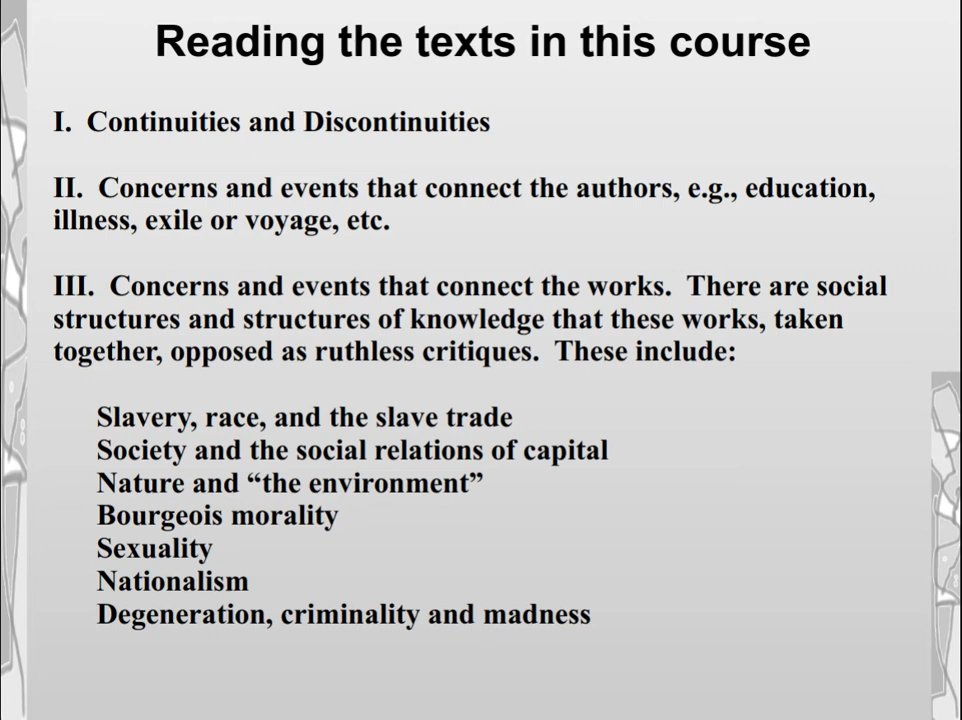 Reading the texts in this course
I. Continuities and Discontinuities
II. Concerns and events that connect the authors, e.g., education,
illness, exile or voyage, etc.
III. Concerns and events that connect the works. There are social
structures and structures of knowledge that these works, taken
together, opposed as ruthless critiques. These include:
Slavery, race, and the slave trade
Society and the social relations of capital
Nature and “the environment”
Bourgeois morality
Sexuality
Nationalism
Degeneration, criminality and madness